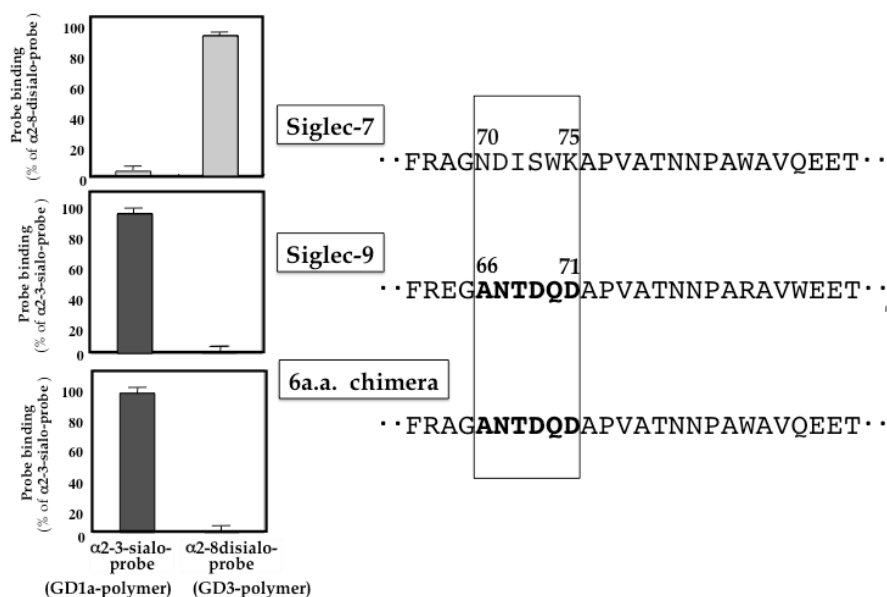 Probe binding
(% of α2-8-disialo-probe)
100
80
60
40
20
0
Siglec-7
70 75
··FRAGNDISWKAPVATNNPAWAVQEET··
Probe binding
(% of α2-3-sialo-probe)
100
80
60
40
20
0
Siglec-9
66 71
··FREGANTDQDAPVATNNPARAVWEET··
Probe binding
(% of α2-3-sialo-probe)
100
80
60
40
20
0
6a.a. chimera
··FRAGANTDQDAPVATNNPAWAVQEET··
α2-3-sialo-
probe
(GD1a-polymer)
α2-8disialo-
probe
(GD3-polymer)